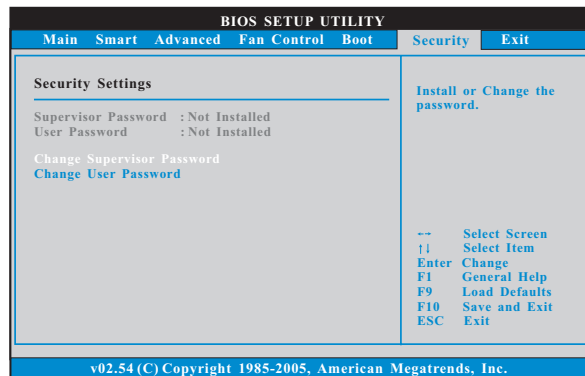 BIOS SETUP UTILITY
Main Smart Advanced Fan Control Boot Security Exit
Security Settings
Supervisor Password : Not Installed
User Password : Not Installed
Change Supervisor Password
Change User Password
Install or Change the
password.
←→ Select Screen
↑↓ Select Item
Enter Change
F1 General Help
F9 Load Defaults
F10 Save and Exit
ESC Exit
v02.54 (C) Copyright 1985-2005, American Megatrends, Inc.